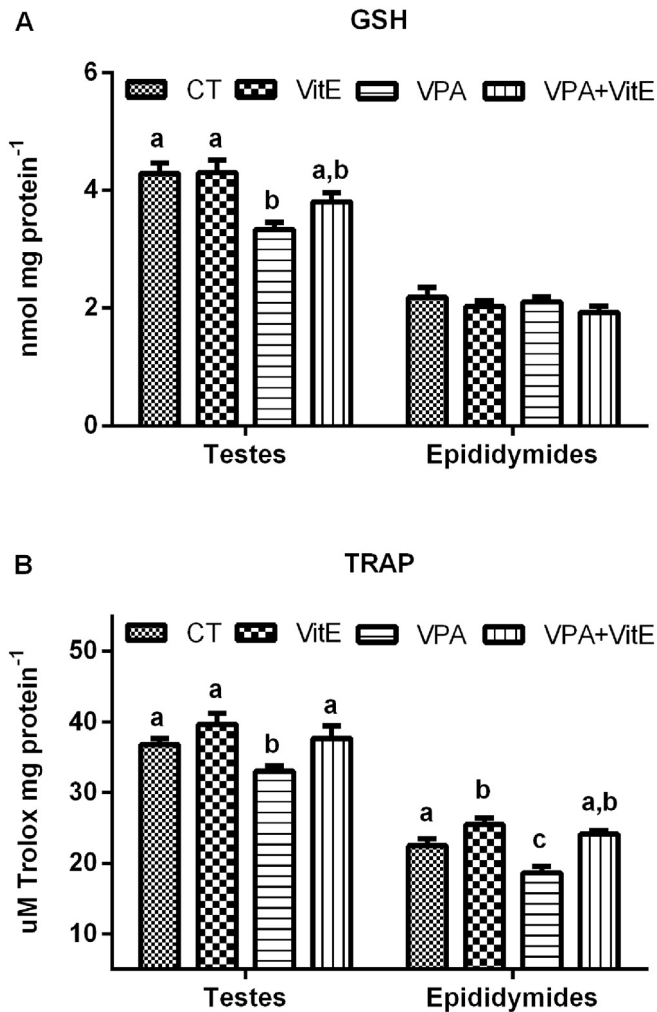 A
GSH
nmol mg protein-1
6
4
2
0
CT VitE VPA VPA+VitE
a a b a,b
Testes Epididymides
B
TRAP
uM Trolox mg protein-1
50
40
30
20
10
CT VitE VPA VPA+VitE
a a b a a b c a,b
Testes Epididymides